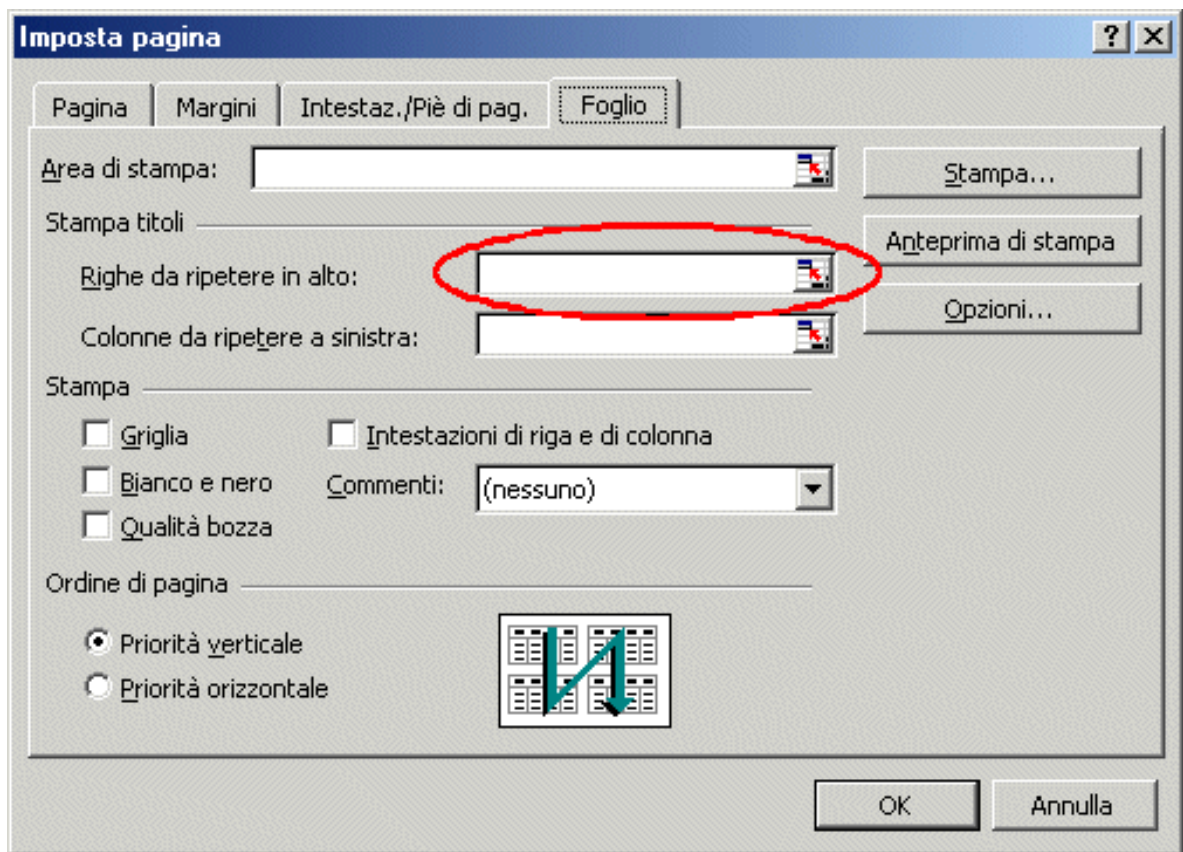 Imposta pagina
Pagina Margini Intestaz./Piè di pag. Foglio
Area di stampa:
Stampa...
Stampa titoli
Anteprima di stampa
Righe da ripetere in alto:
Opzioni...
Colonne da ripetere a sinistra:
Stampa
Griglia
Intestazioni di riga e di colonna
Bianco e nero
Commenti: (nessuno)
Qualità bozza
Ordine di pagina
Priorità verticale
Priorità orizzontale
OK Annulla